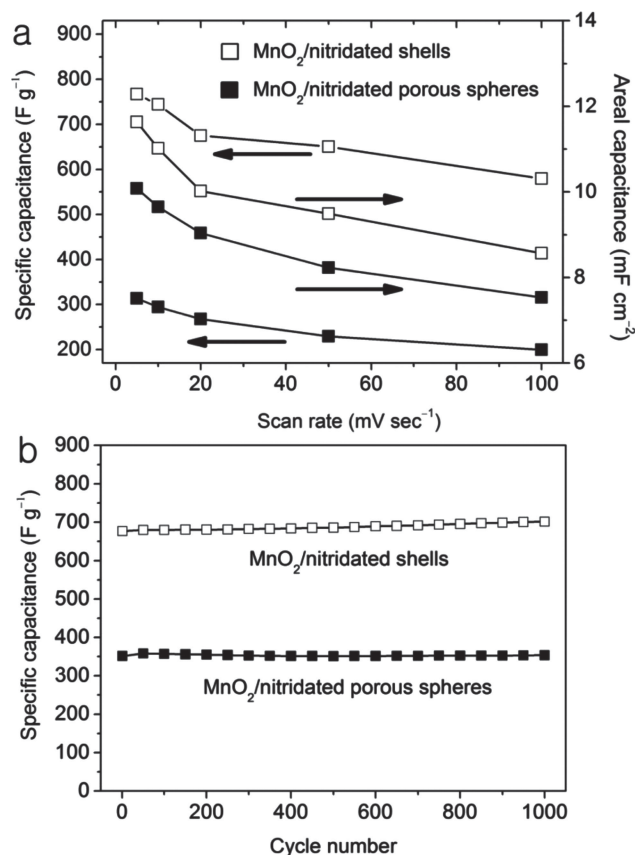 a
Specific capacitance (F g⁻¹)
900
800
700
600
500
400
300
200
MnO₂/nitridated shells
MnO₂/nitridated porous spheres
14
12
10
8
6
Areal capacitance (mF cm⁻²)
0 20 40 60 80 100
Scan rate (mV sec⁻¹)
b
Specific capacitance (F g⁻¹)
900
800
700
600
500
400
300
200
100
0
MnO₂/nitridated shells
MnO₂/nitridated porous spheres
0 200 400 600 800 1000
Cycle number